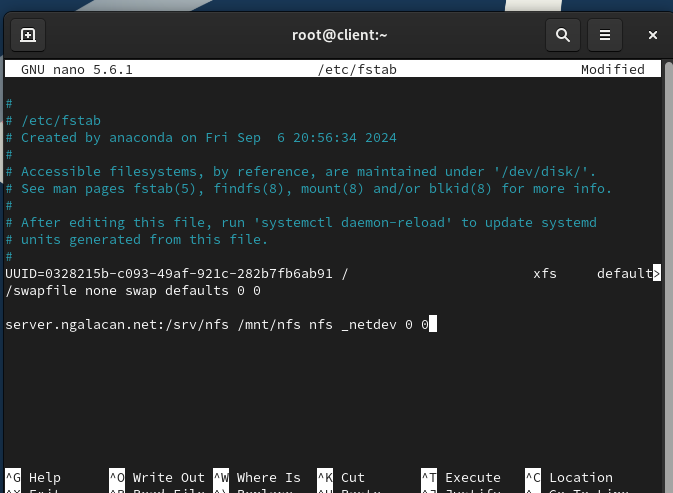 root@client:~
GNU nano 5.6.1 /etc/fstab Modified
#
# /etc/fstab
# Created by anaconda on Fri Sep  6 20:56:34 2024
#
# Accessible filesystems, by reference, are maintained under '/dev/disk/'.
# See man pages fstab(5), findfs(8), mount(8) and/or blkid(8) for more info.
#
# After editing this file, run 'systemctl daemon-reload' to update systemd
# units generated from this file.
#
UUID=0328215b-c093-49af-921c-282b7fb6ab91 / xfs default>
/swapfile none swap defaults 0 0
server.ngalacan.net:/srv/nfs /mnt/nfs nfs _netdev 0 0
^G Help ^O Write Out ^W Where Is ^K Cut ^T Execute ^C Location